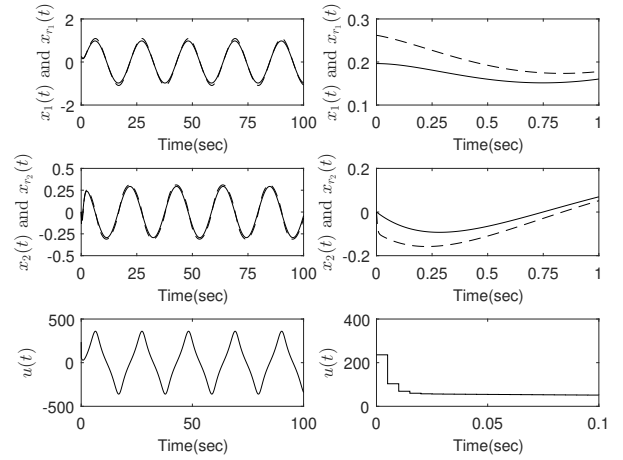 x₁(t) and xᵣ₁(t)
2
0
-2
0 25 50 75 100
Time(sec)
x₁(t) and xᵣ₁(t)
0.3
0.2
0.1
0 0.25 0.5 0.75 1
Time(sec)
x₂(t) and xᵣ₂(t)
0.5
0.25
0
-0.25
-0.5
0 25 50 75 100
Time(sec)
x₂(t) and xᵣ₂(t)
0.2
0
-0.2
0 0.25 0.5 0.75 1
Time(sec)
u(t)
500
0
-500
0 25 50 75 100
Time(sec)
u(t)
400
200
0
0 0.05 0.1
Time(sec)